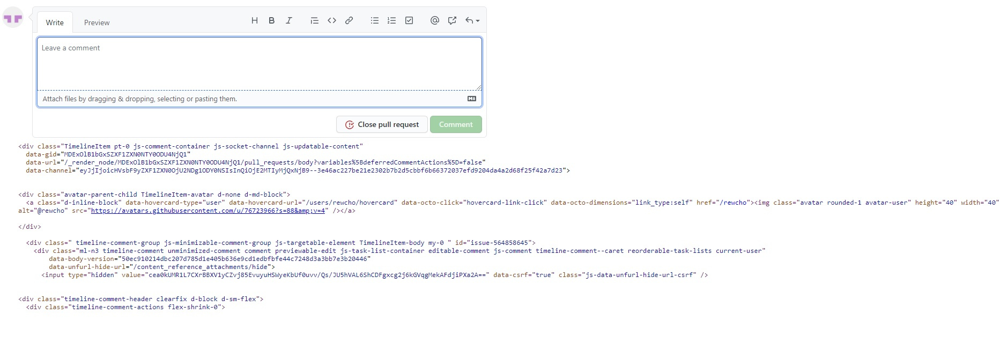 Write Preview
Leave a comment
Attach files by dragging & dropping, selecting or pasting them.
Close pull request Comment
<div class="TimelineItem pt-0 js-comment-container js-socket-channel js-updatable-content"
data-gid="MDExOlB1bGxSZXF1ZXN0NTY0ODU4NjQ1"
data-url="/_render_node/MDExOlB1bGxSZXF1ZXN0NTY0ODU4NjQ1/pull_requests/body?variables%5BdeferredCommentActions%5D=false"
data-channel="eyJjIjoicHVsbF9yZXF1ZXN0OjU2NDg1ODY0NSIsInQiOjE2MTIyMjQxNjB9--3e46ac227be21e2302b7b2d5cbbf6b66372037efd9204da4a2d68f25f42a7d23">
<div class="avatar-parent-child TimelineItem-avatar d-none d-md-block">
<a class="d-inline-block" data-hovercard-type="user" data-hovercard-url="/users/rewcho/hovercard" data-octo-click="hovercard-link-click" data-octo-dimensions="link_type:self" href="/rewcho"><img class="avatar rounded-1 avatar-user" height="40" width="40"
alt="@rewcho" src="https://avatars.githubusercontent.com/u/76723966?s=88&amp;v=4" /></a>
</div>
<div class=" timeline-comment-group js-minimizable-comment-group js-targetable-element TimelineItem-body my-0 " id="issue-564858645">
<div class="ml-n3 timeline-comment unminimized-comment comment previewable-edit js-task-list-container editable-comment js-comment timeline-comment--caret reorderable-task-lists current-user"
data-body-version="50ec910214dbc207d785d1e405b636e9cd1edbfbfe44c7248d3a3bb7e3b20446"
data-unfurl-hide-url="/content_reference_attachments/hide">
<input type="hidden" value="cea0kUMR1L7CXrBBXV1yCZvj85EvuyuHSWyeKbUf0uvv/Qs/JU5hVAL6ShCDFgxcg2j6kGVqgMekAFdjiPXa2A==" data-csrf="true" class="js-data-unfurl-hide-url-csrf" />
<div class="timeline-comment-header clearfix d-block d-sm-flex">
<div class="timeline-comment-actions flex-shrink-0">